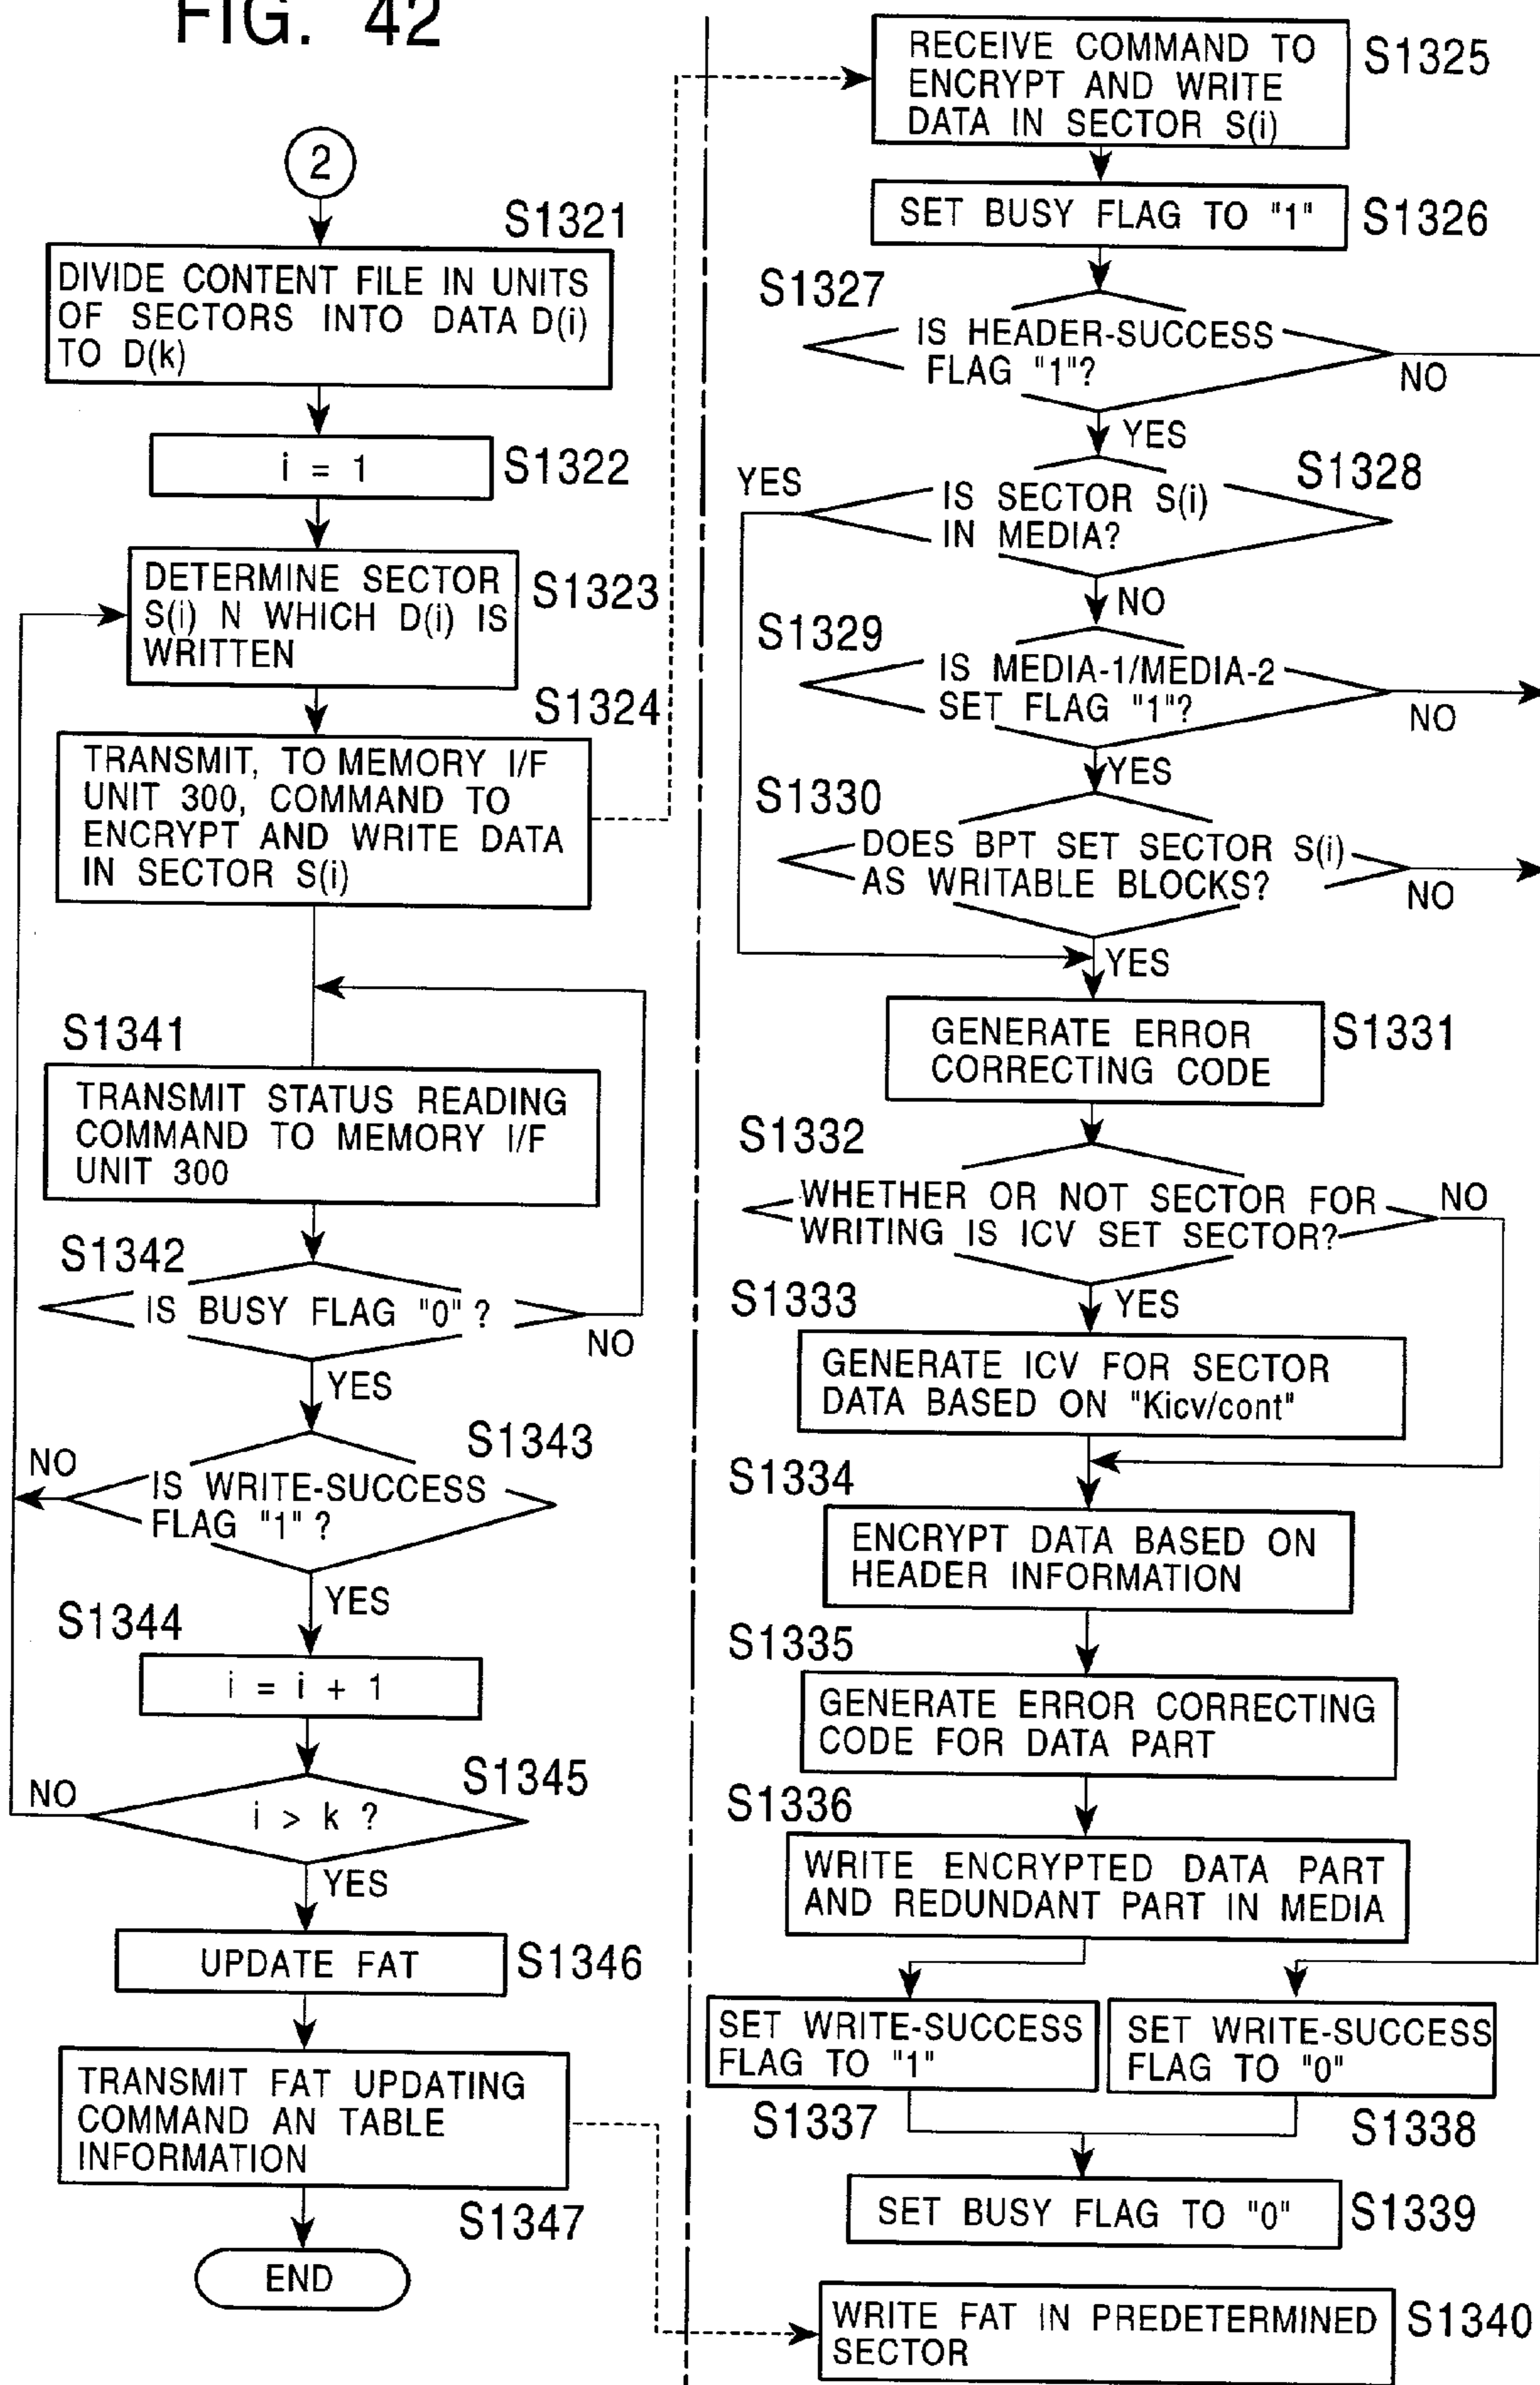 FIG. 42
2
S1321
DIVIDE CONTENT FILE IN UNITS
OF SECTORS INTO DATA D(i)
TO D(k)
i = 1
S1322
DETERMINE SECTOR
S(i) N WHICH D(i) IS
WRITTEN
S1323
S1324
TRANSMIT, TO MEMORY I/F
UNIT 300, COMMAND TO
ENCRYPT AND WRITE DATA
IN SECTOR S(i)
S1341
TRANSMIT STATUS READING
COMMAND TO MEMORY I/F
UNIT 300
S1342
IS BUSY FLAG "0" ?
NO
YES
S1343
NO
IS WRITE-SUCCESS
FLAG "1" ?
YES
S1344
i = i + 1
S1345
NO
i > k ?
YES
UPDATE FAT
S1346
TRANSMIT FAT UPDATING
COMMAND AN TABLE
INFORMATION
S1347
END
RECEIVE COMMAND TO
ENCRYPT AND WRITE
DATA IN SECTOR S(i)
S1325
SET BUSY FLAG TO "1"
S1326
S1327
IS HEADER-SUCCESS
FLAG "1"?
NO
YES
S1328
YES
IS SECTOR S(i)
IN MEDIA?
NO
S1329
IS MEDIA-1/MEDIA-2
SET FLAG "1"?
NO
YES
S1330
DOES BPT SET SECTOR S(i)
AS WRITABLE BLOCKS?
NO
YES
GENERATE ERROR
CORRECTING CODE
S1331
S1332
WHETHER OR NOT SECTOR FOR
WRITING IS ICV SET SECTOR?
NO
YES
S1333
GENERATE ICV FOR SECTOR
DATA BASED ON "Kicv/cont"
S1334
ENCRYPT DATA BASED ON
HEADER INFORMATION
S1335
GENERATE ERROR CORRECTING
CODE FOR DATA PART
S1336
WRITE ENCRYPTED DATA PART
AND REDUNDANT PART IN MEDIA
SET WRITE-SUCCESS
FLAG TO "1"
S1337
SET WRITE-SUCCESS
FLAG TO "0"
S1338
SET BUSY FLAG TO "0"
S1339
WRITE FAT IN PREDETERMINED
SECTOR
S1340